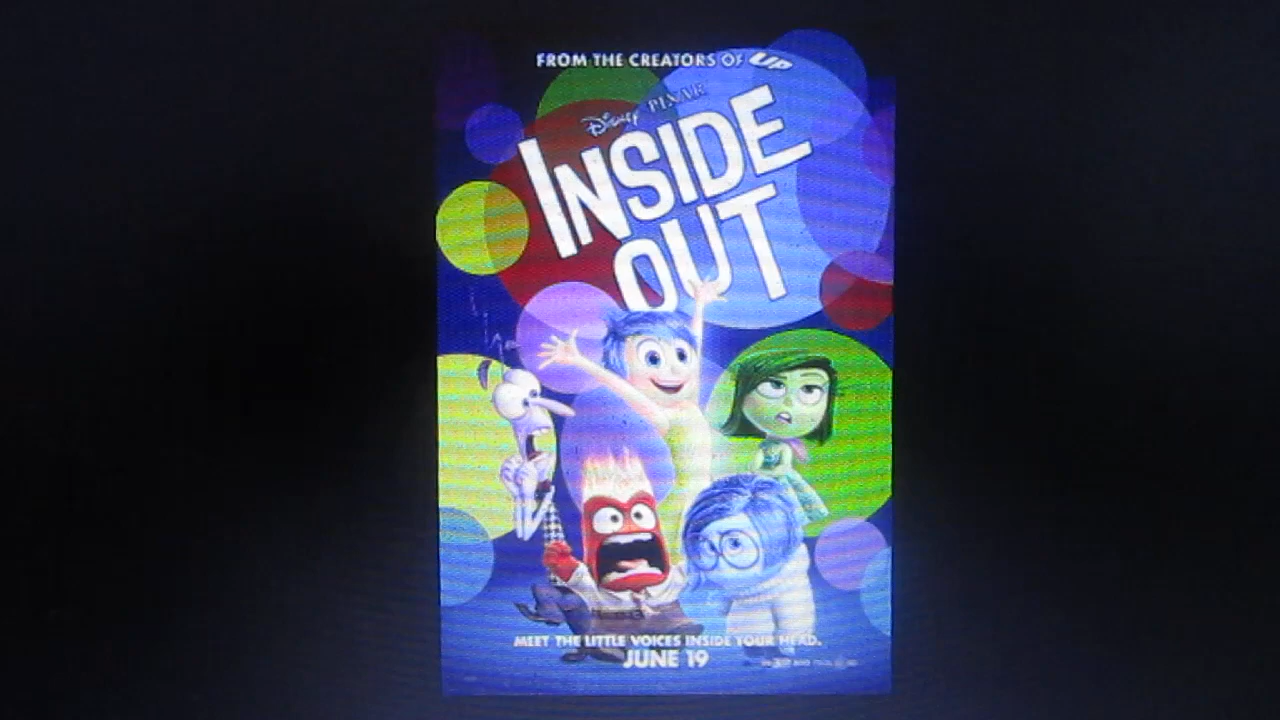 FROM THE CREATORS OF UP
DISNEY PIXAR
INSIDE
OUT
MEET THE LITTLE VOICES INSIDE YOUR HEAD.
JUNE 19